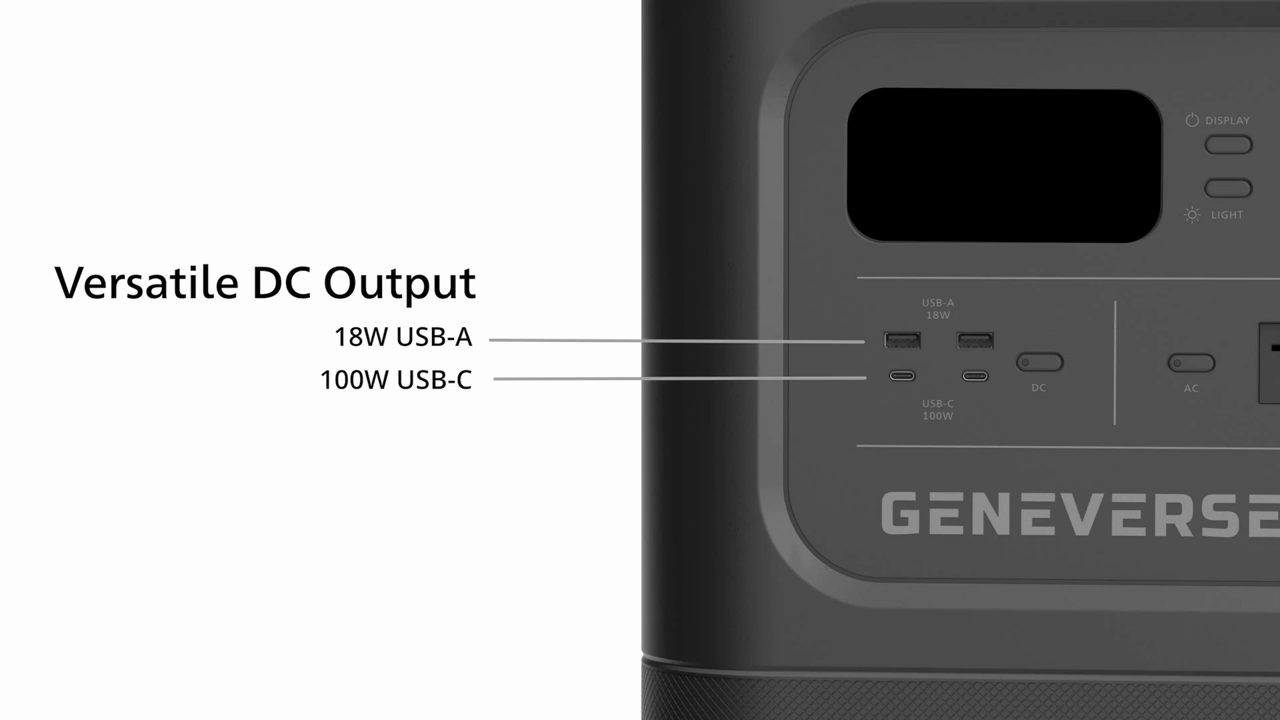 Versatile DC Output
18W USB-A
100W USB-C
DISPLAY
LIGHT
USB-A
18W
DC
AC
USB-C
100W
GENEVERSE